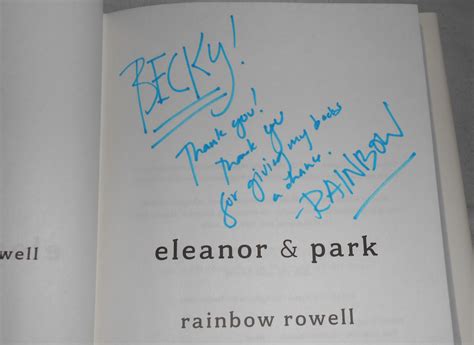 BECKY!
Thank you!
Thank you
for giving my books
a chance.
-RAINBOW
eleanor & park
well
rainbow rowell